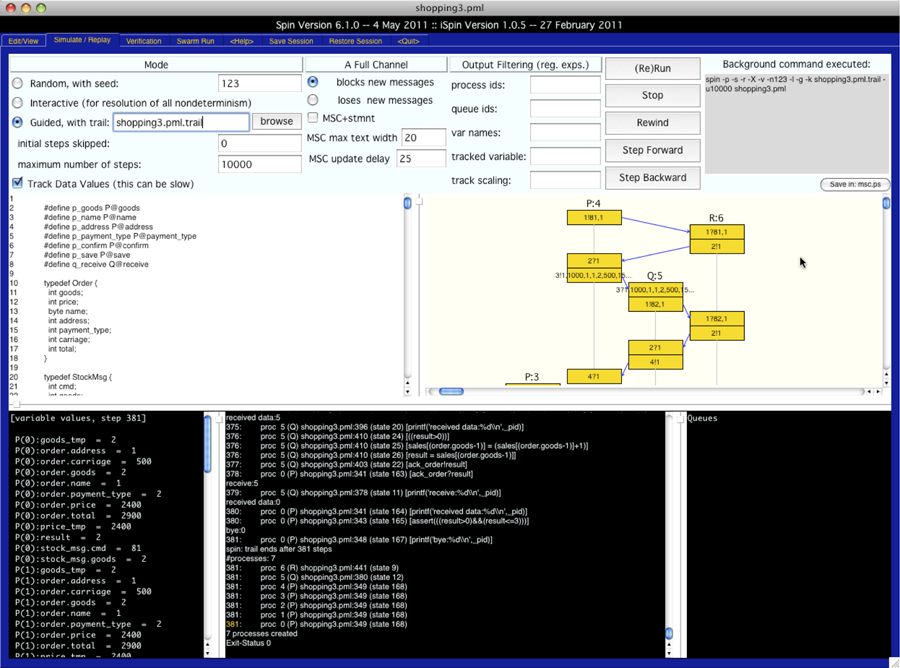 shopping3.pml
Spin Version 6.1.0 -- 4 May 2011 :: iSpin Version 1.0.5 -- 27 February 2011
Edit/View Simulate / Replay Verification Swarm Run <Help> Save Session Restore Session <Quit>
Mode
Random, with seed: 123
Interactive (for resolution of all nondeterminism)
Guided, with trail: shopping3.pml.trail browse
initial steps skipped: 0
maximum number of steps: 10000
Track Data Values (this can be slow)
A Full Channel
blocks new messages
loses new messages
MSC+stmnt
MSC max text width 20
MSC update delay 25
Output Filtering (reg. exps.)
process ids:
queue ids:
var names:
tracked variable:
track scaling:
(Re)Run
Stop
Rewind
Step Forward
Step Backward
Background command executed:
spin -p -s -r -X -v -n123 -l -g -k shopping3.pml.trail -
u10000 shopping3.pml
Save in: msc.ps
1
2 #define p_goods P@goods
3 #define p_name P@name
4 #define p_address P@address
5 #define p_payment_type P@payment_type
6 #define p_confirm P@confirm
7 #define p_save P@save
8 #define q_receive Q@receive
9
10 typedef Order {
11 int goods;
12 int price;
13 byte name;
14 int address;
15 int payment_type;
16 int carriage;
17 int total;
18 }
19
20 typedef StockMsg {
21 int cmd;
22 int goods;
P:4
1!81,1
R:6
1?81,1
2!1
2?1
3!1,1000,1,1,2,500,15...
Q:5
3?1,1000,1,1,2,500,15...
1!82,1
1?82,1
2!1
2?1
4!1
P:3
4?1
[variable values, step 381]
P(0):goods_tmp = 2
P(0):order.address = 1
P(0):order.carriage = 500
P(0):order.goods = 2
P(0):order.name = 1
P(0):order.payment_type = 2
P(0):order.price = 2400
P(0):order.total = 2900
P(0):price_tmp = 2400
P(0):result = 2
P(0):stock_msg.cmd = 81
P(0):stock_msg.goods = 2
P(1):goods_tmp = 2
P(1):order.address = 1
P(1):order.carriage = 500
P(1):order.goods = 2
P(1):order.name = 1
P(1):order.payment_type = 2
P(1):order.price = 2400
P(1):order.total = 2900
P(1):price_tmp = 2400
received data:5
375: proc 5 (Q) shopping3.pml:396 (state 20) [printf('received data:%d\\n',_pid)]
376: proc 5 (Q) shopping3.pml:410 (state 24) [((result>0))]
376: proc 5 (Q) shopping3.pml:410 (state 25) [sales[(order.goods-1)] = (sales[(order.goods-1)]+1)]
376: proc 5 (Q) shopping3.pml:410 (state 26) [result = sales[(order.goods-1)]]
377: proc 5 (Q) shopping3.pml:403 (state 22) [ack_order!result]
378: proc 0 (P) shopping3.pml:341 (state 163) [ack_order?result]
receive:5
379: proc 5 (Q) shopping3.pml:378 (state 11) [printf('receive:%d\\n',_pid)]
received data:0
380: proc 0 (P) shopping3.pml:341 (state 164) [printf('received data:%d\\n',_pid)]
380: proc 0 (P) shopping3.pml:343 (state 165) [assert(((result>0)&&(result<=3)))]
bye:0
381: proc 0 (P) shopping3.pml:348 (state 167) [printf('bye:%d\\n',_pid)]
spin: trail ends after 381 steps
#processes: 7
381: proc 6 (R) shopping3.pml:441 (state 9)
381: proc 5 (Q) shopping3.pml:380 (state 12)
381: proc 4 (P) shopping3.pml:349 (state 168)
381: proc 3 (P) shopping3.pml:349 (state 168)
381: proc 2 (P) shopping3.pml:349 (state 168)
381: proc 1 (P) shopping3.pml:349 (state 168)
381: proc 0 (P) shopping3.pml:349 (state 168)
7 processes created
Exit-Status 0
Queues